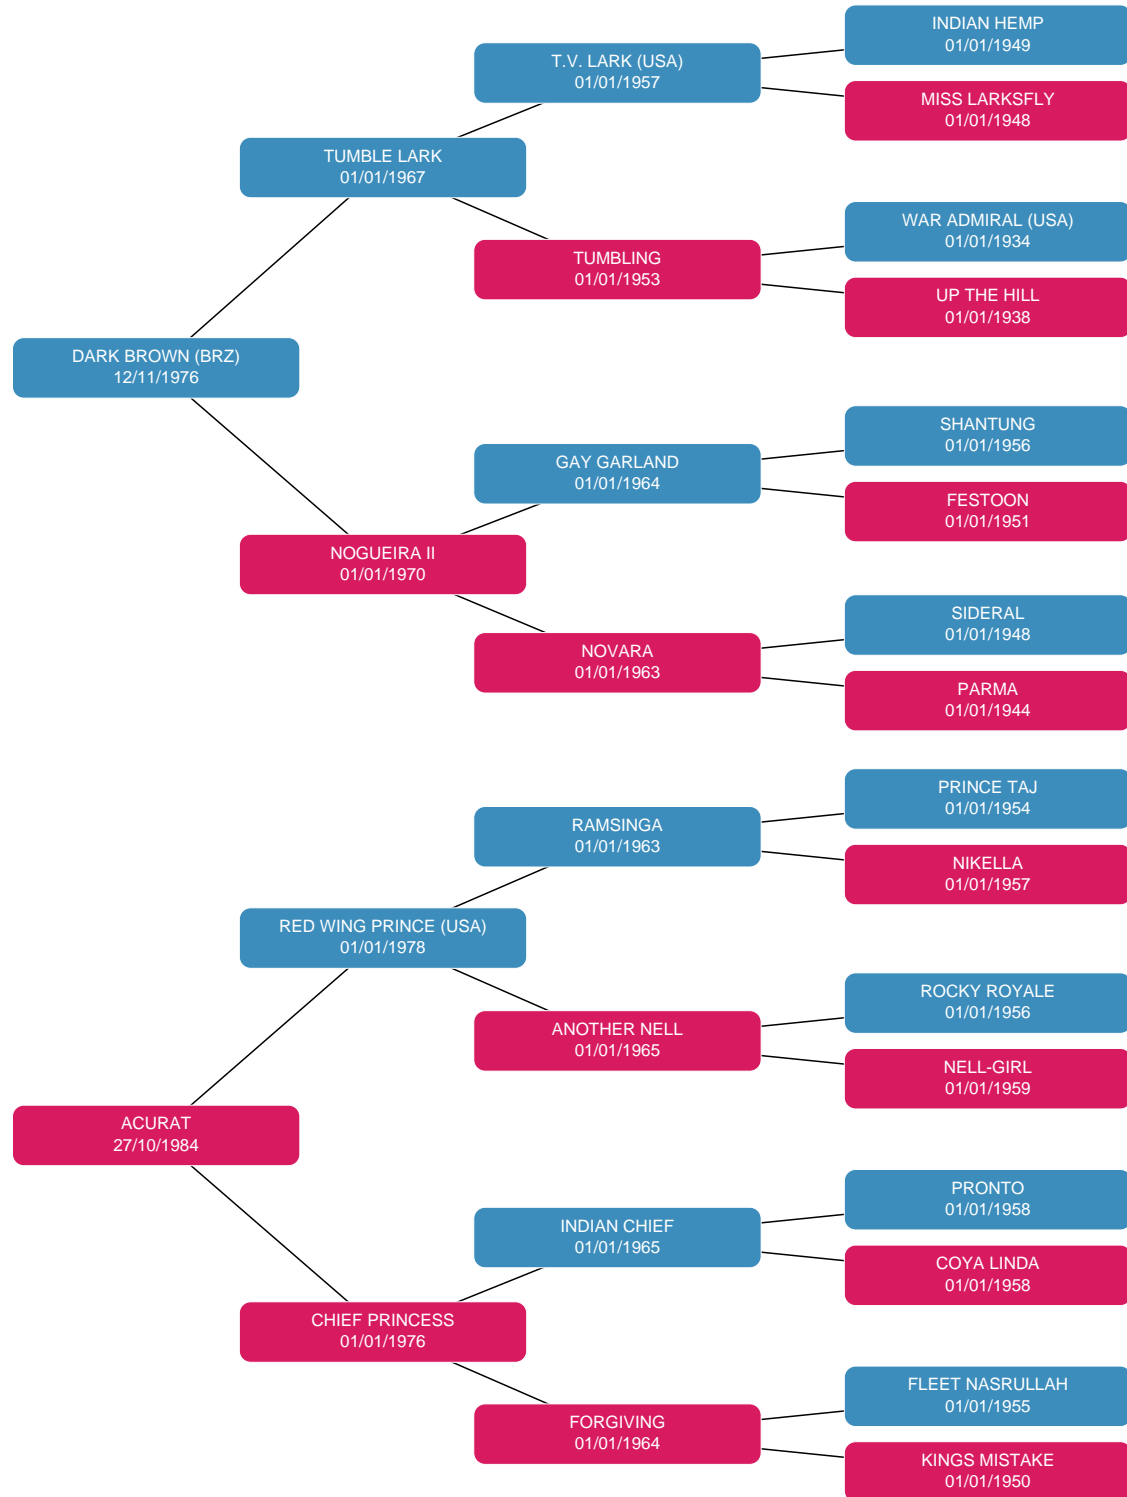 INDIAN HEMP
01/01/1949
T.V. LARK (USA)
01/01/1957
MISS LARKSFLY
01/01/1948
TUMBLE LARK
01/01/1967
WAR ADMIRAL (USA)
01/01/1934
TUMBLING
01/01/1953
UP THE HILL
01/01/1938
DARK BROWN (BRZ)
12/11/1976
SHANTUNG
01/01/1956
GAY GARLAND
01/01/1964
FESTOON
01/01/1951
NOGUEIRA II
01/01/1970
SIDERAL
01/01/1948
NOVARA
01/01/1963
PARMA
01/01/1944
PRINCE TAJ
01/01/1954
RAMSINGA
01/01/1963
NIKELLA
01/01/1957
RED WING PRINCE (USA)
01/01/1978
ROCKY ROYALE
01/01/1956
ANOTHER NELL
01/01/1965
NELL-GIRL
01/01/1959
ACURAT
27/10/1984
PRONTO
01/01/1958
INDIAN CHIEF
01/01/1965
COYA LINDA
01/01/1958
CHIEF PRINCESS
01/01/1976
FLEET NASRULLAH
01/01/1955
FORGIVING
01/01/1964
KINGS MISTAKE
01/01/1950